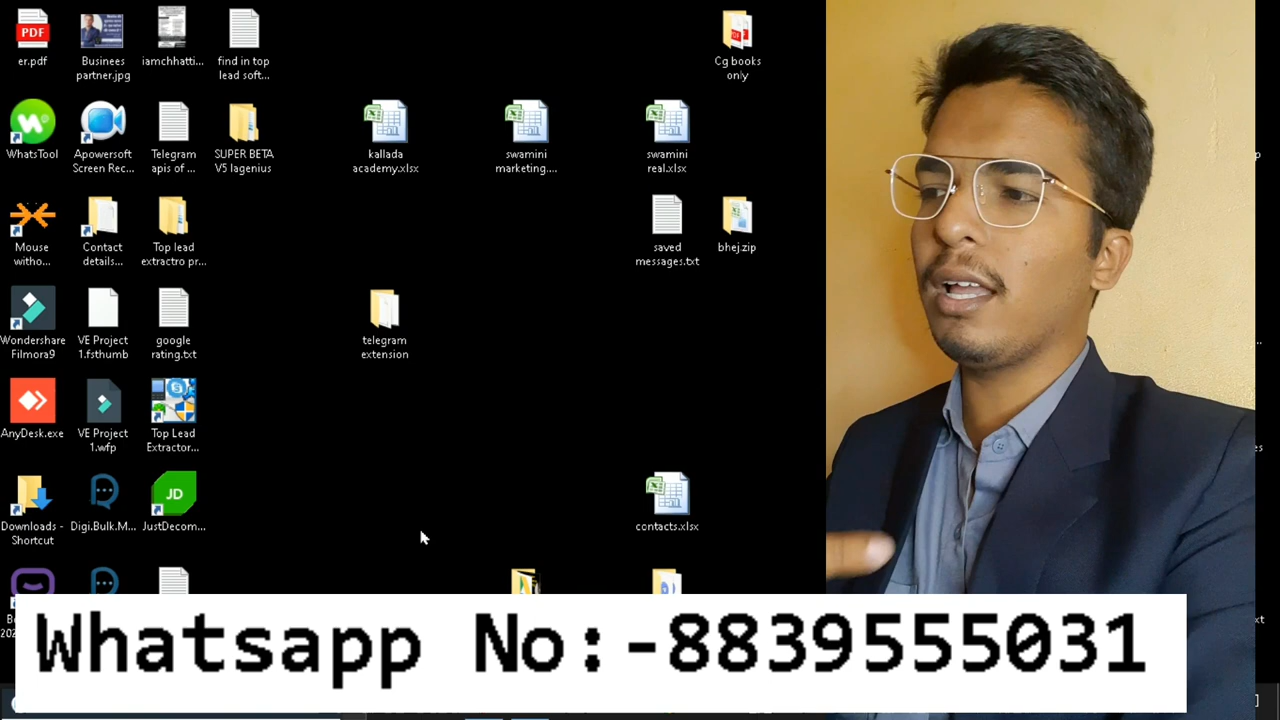 PDF
er.pdf
Businees
partner.jpg
iamchhatti...
find in top
lead soft...
Cg books
only
WhatsTool
Apowersoft
Screen Rec...
Telegram
apis of ...
SUPER BETA
V5 lagenius
kallada
academy.xlsx
swamini
marketing....
swamini
real.xlsx
Mouse
witho...
Contact
details...
Top lead
extractro pr...
saved
messages.txt
bhej.zip
Wondershare
Filmora9
VE Project
1.fsthumb
google
rating.txt
telegram
extension
AnyDesk.exe
VE Project
1.wfp
Top Lead
Extractor...
Downloads -
Shortcut
Digi.Bulk.M...
JD
JustDecom...
contacts.xlsx
Whatsapp No:-8839555031